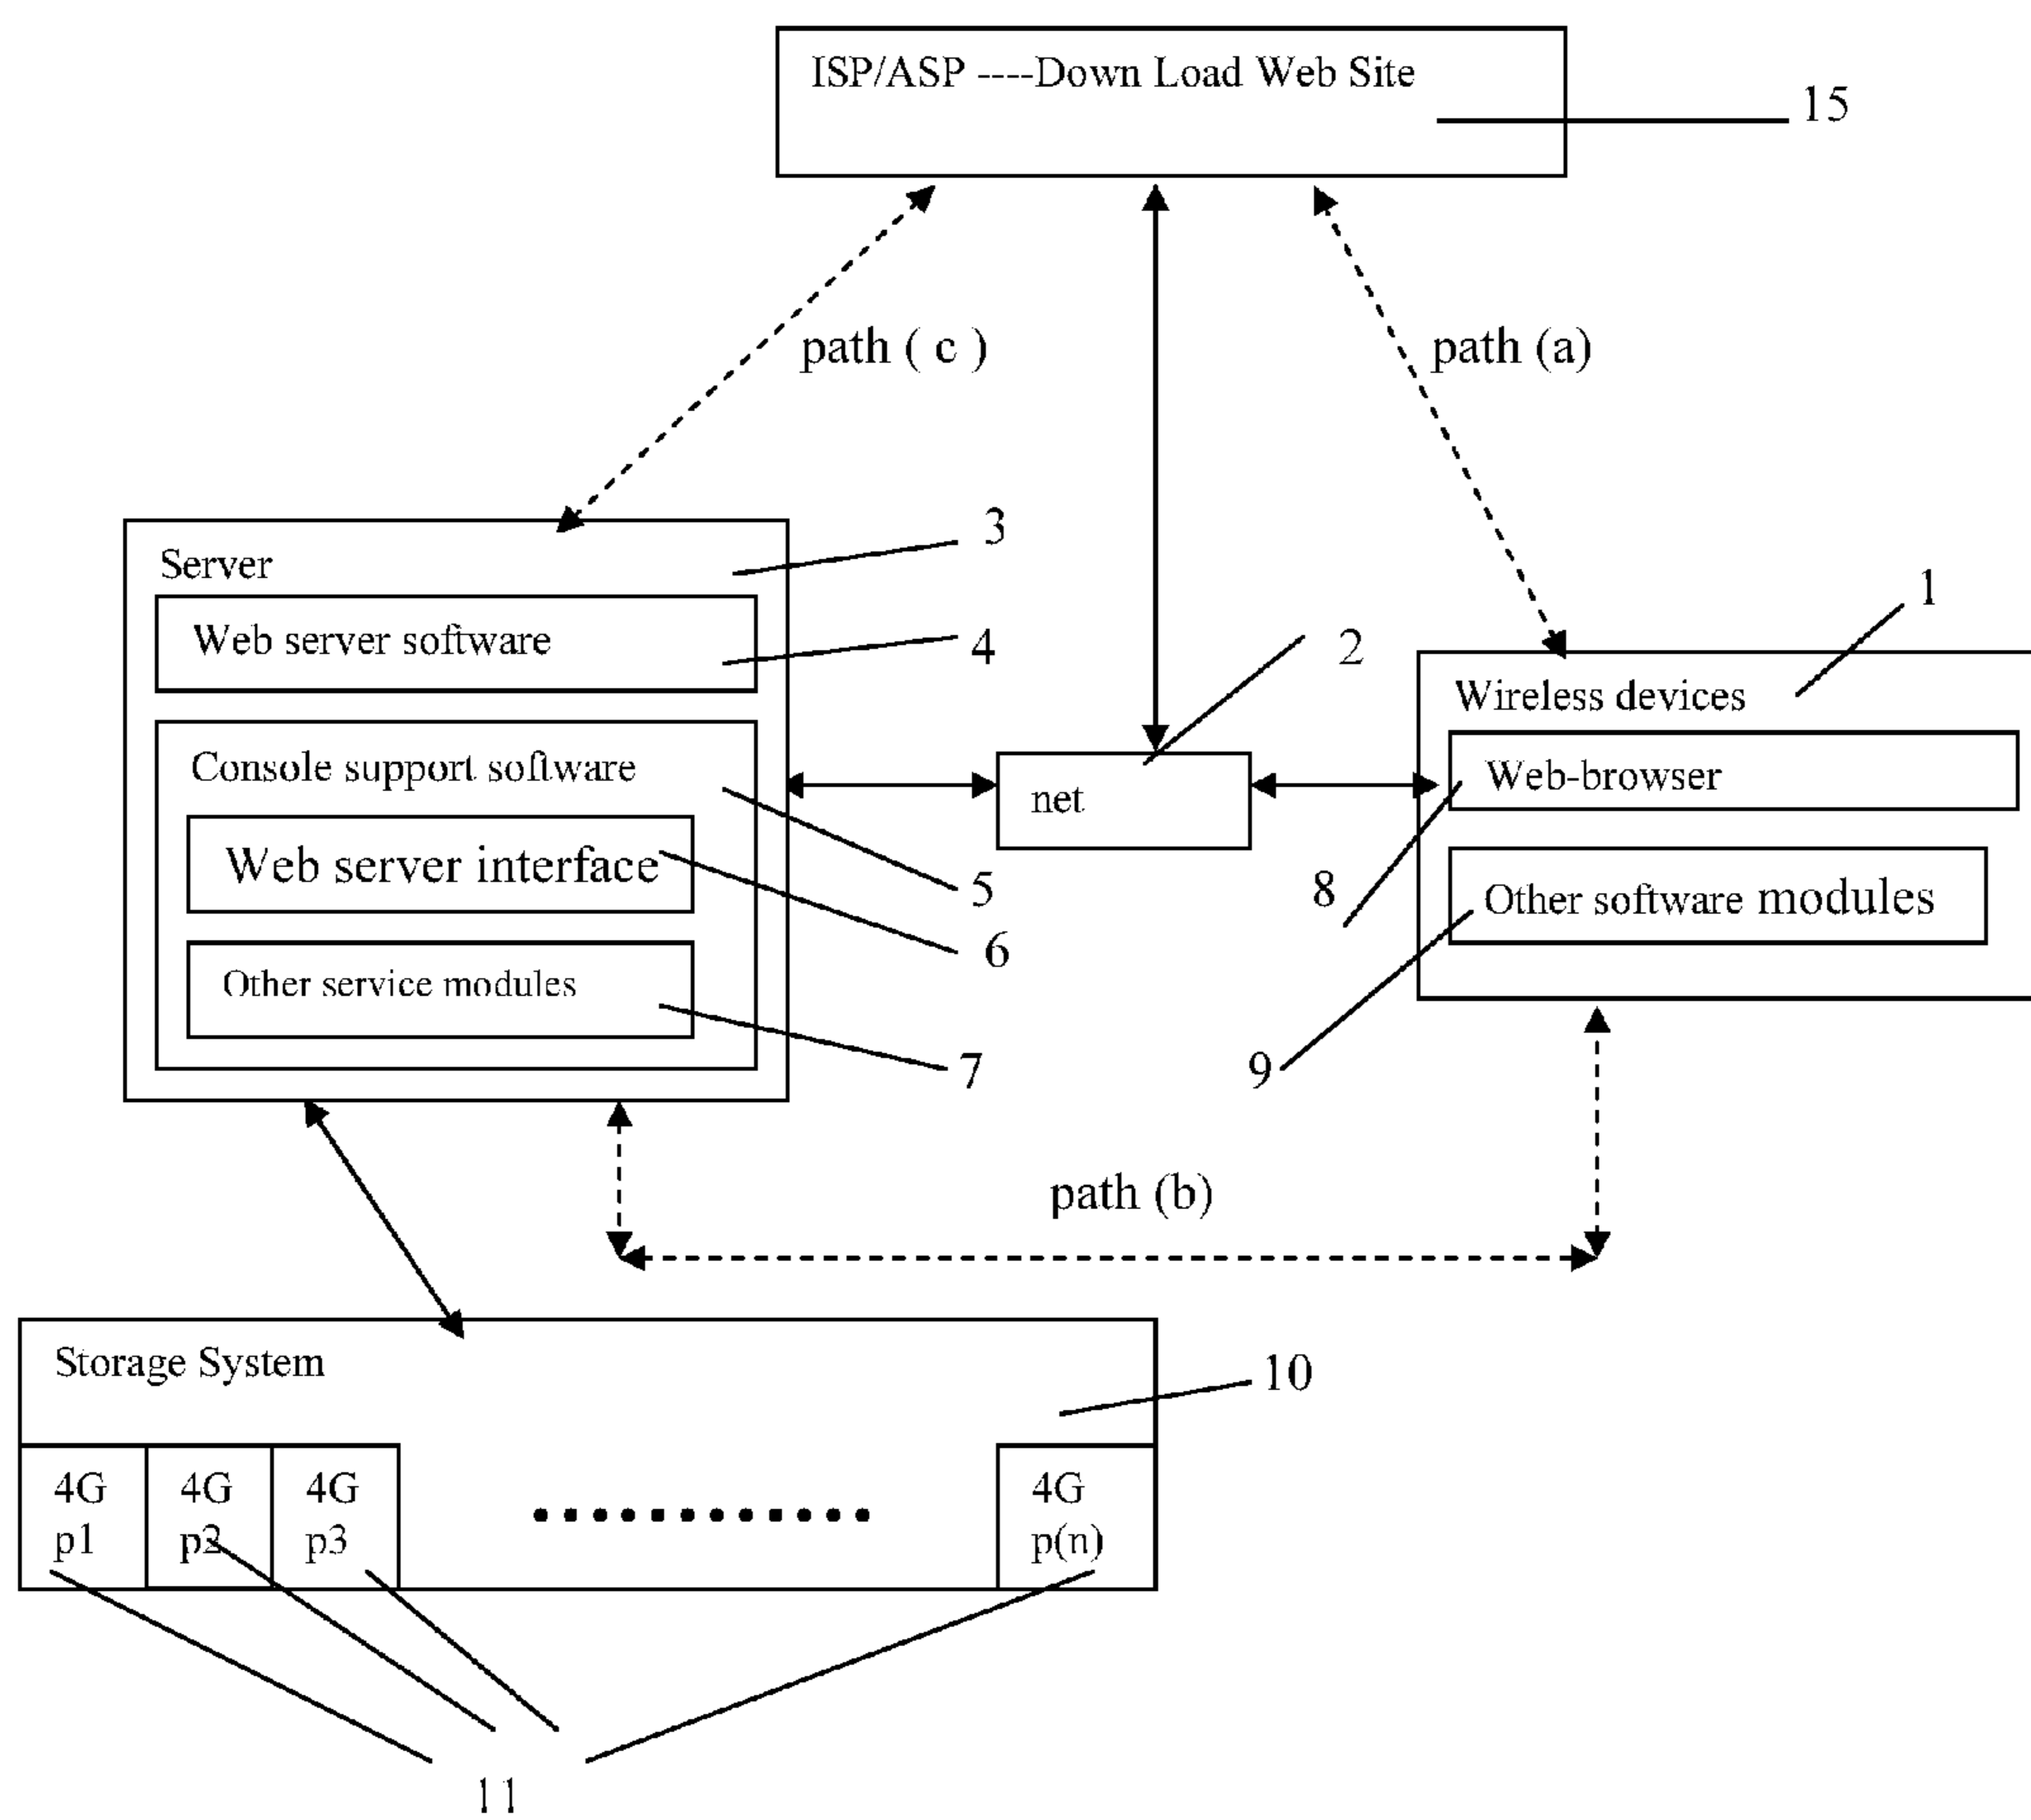 ISP/ASP ----Down Load Web Site
15
path ( c )
path (a)
3
Server
1
Web server software
4
2
Wireless devices
Console support software
net
Web-browser
Web server interface
5
8
Other software modules
6
Other service modules
7
9
path (b)
Storage System
10
4G
p1
4G
p2
4G
p3
4G
p(n)
11